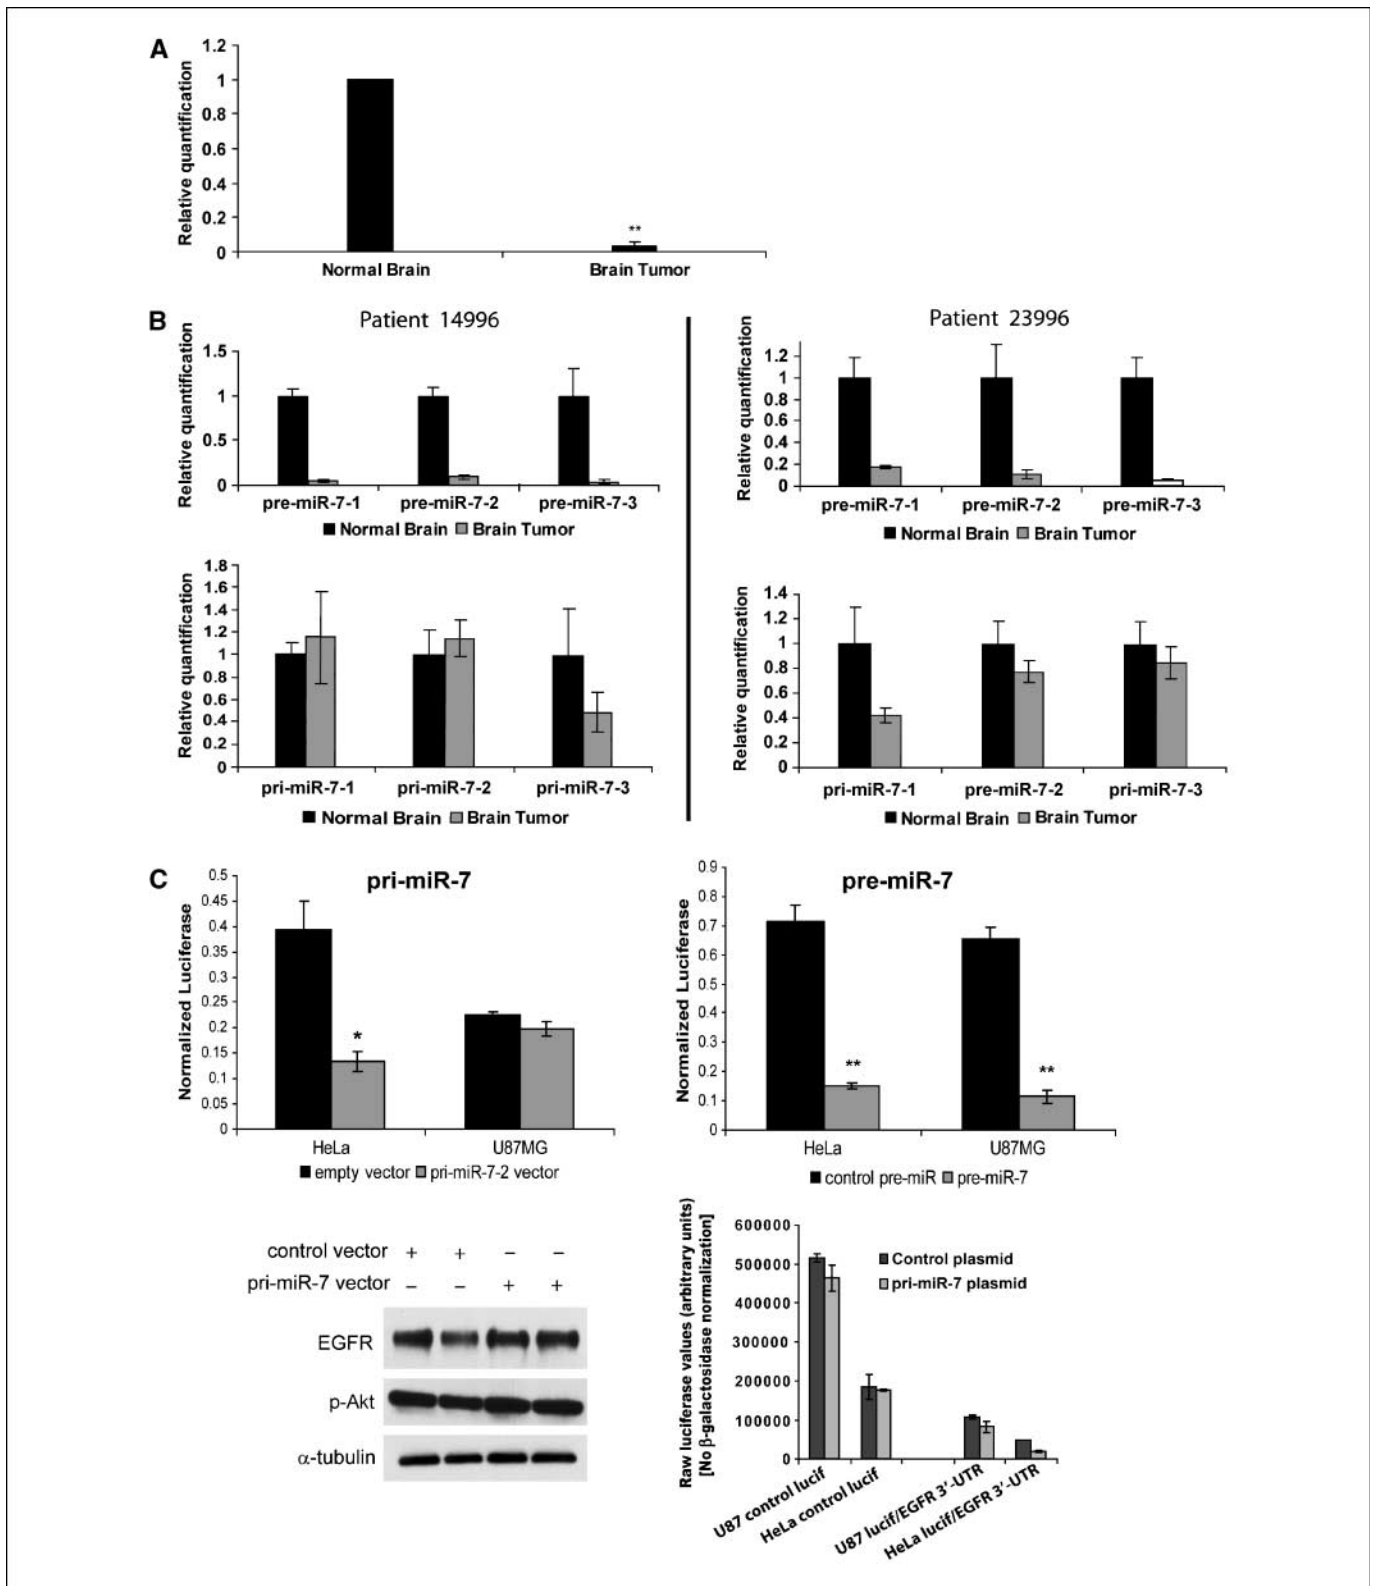 A
Relative quantification
1.2
1
0.8
0.6
0.4
0.2
0
**
Normal Brain
Brain Tumor
B
Patient 14996
Relative quantification
1.5
1
0.5
0
pre-miR-7-1
pre-miR-7-2
pre-miR-7-3
Normal Brain
Brain Tumor
Relative quantification
1.8
1.6
1.4
1.2
1
0.8
0.6
0.4
0.2
0
pri-miR-7-1
pri-miR-7-2
pri-miR-7-3
Normal Brain
Brain Tumor
Patient 23996
Relative quantification
1.2
1
0.8
0.6
0.4
0.2
0
pre-miR-7-1
pre-miR-7-2
pre-miR-7-3
Normal Brain
Brain Tumor
Relative quantification
1.4
1.2
1
0.8
0.6
0.4
0.2
0
pri-miR-7-1
pre-miR-7-2
pri-miR-7-3
Normal Brain
Brain Tumor
C
pri-miR-7
Normalized Luciferase
0.5
0.45
0.4
0.35
0.3
0.25
0.2
0.15
0.1
0.05
0
*
HeLa
U87MG
empty vector
pri-miR-7-2 vector
pre-miR-7
Normalized Luciferase
0.9
0.8
0.7
0.6
0.5
0.4
0.3
0.2
0.1
0
**
**
HeLa
U87MG
control pre-miR
pre-miR-7
control vector + + – –
pri-miR-7 vector – – + +
EGFR
p-Akt
α-tubulin
Raw luciferase values (arbitrary units)
[No β-galactosidase normalization]
600000
500000
400000
300000
200000
100000
0
Control plasmid
pri-miR-7 plasmid
U87 control lucif
HeLa control lucif
U87 lucif/EGFR 3′-UTR
HeLa lucif/EGFR 3′-UTR